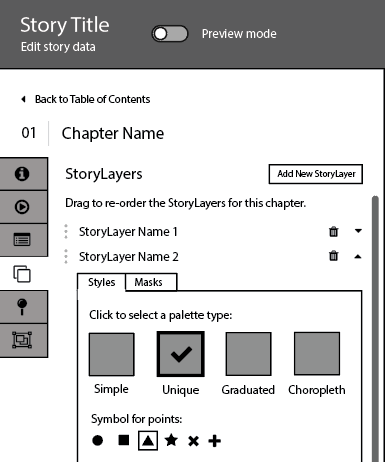 Story Title
Edit story data
Preview mode
Back to Table of Contents
01 Chapter Name
StoryLayers
Add New StoryLayer
Drag to re-order the StoryLayers for this chapter.
StoryLayer Name 1
StoryLayer Name 2
Styles Masks
Click to select a palette type:
Simple Unique Graduated Choropleth
Symbol for points: